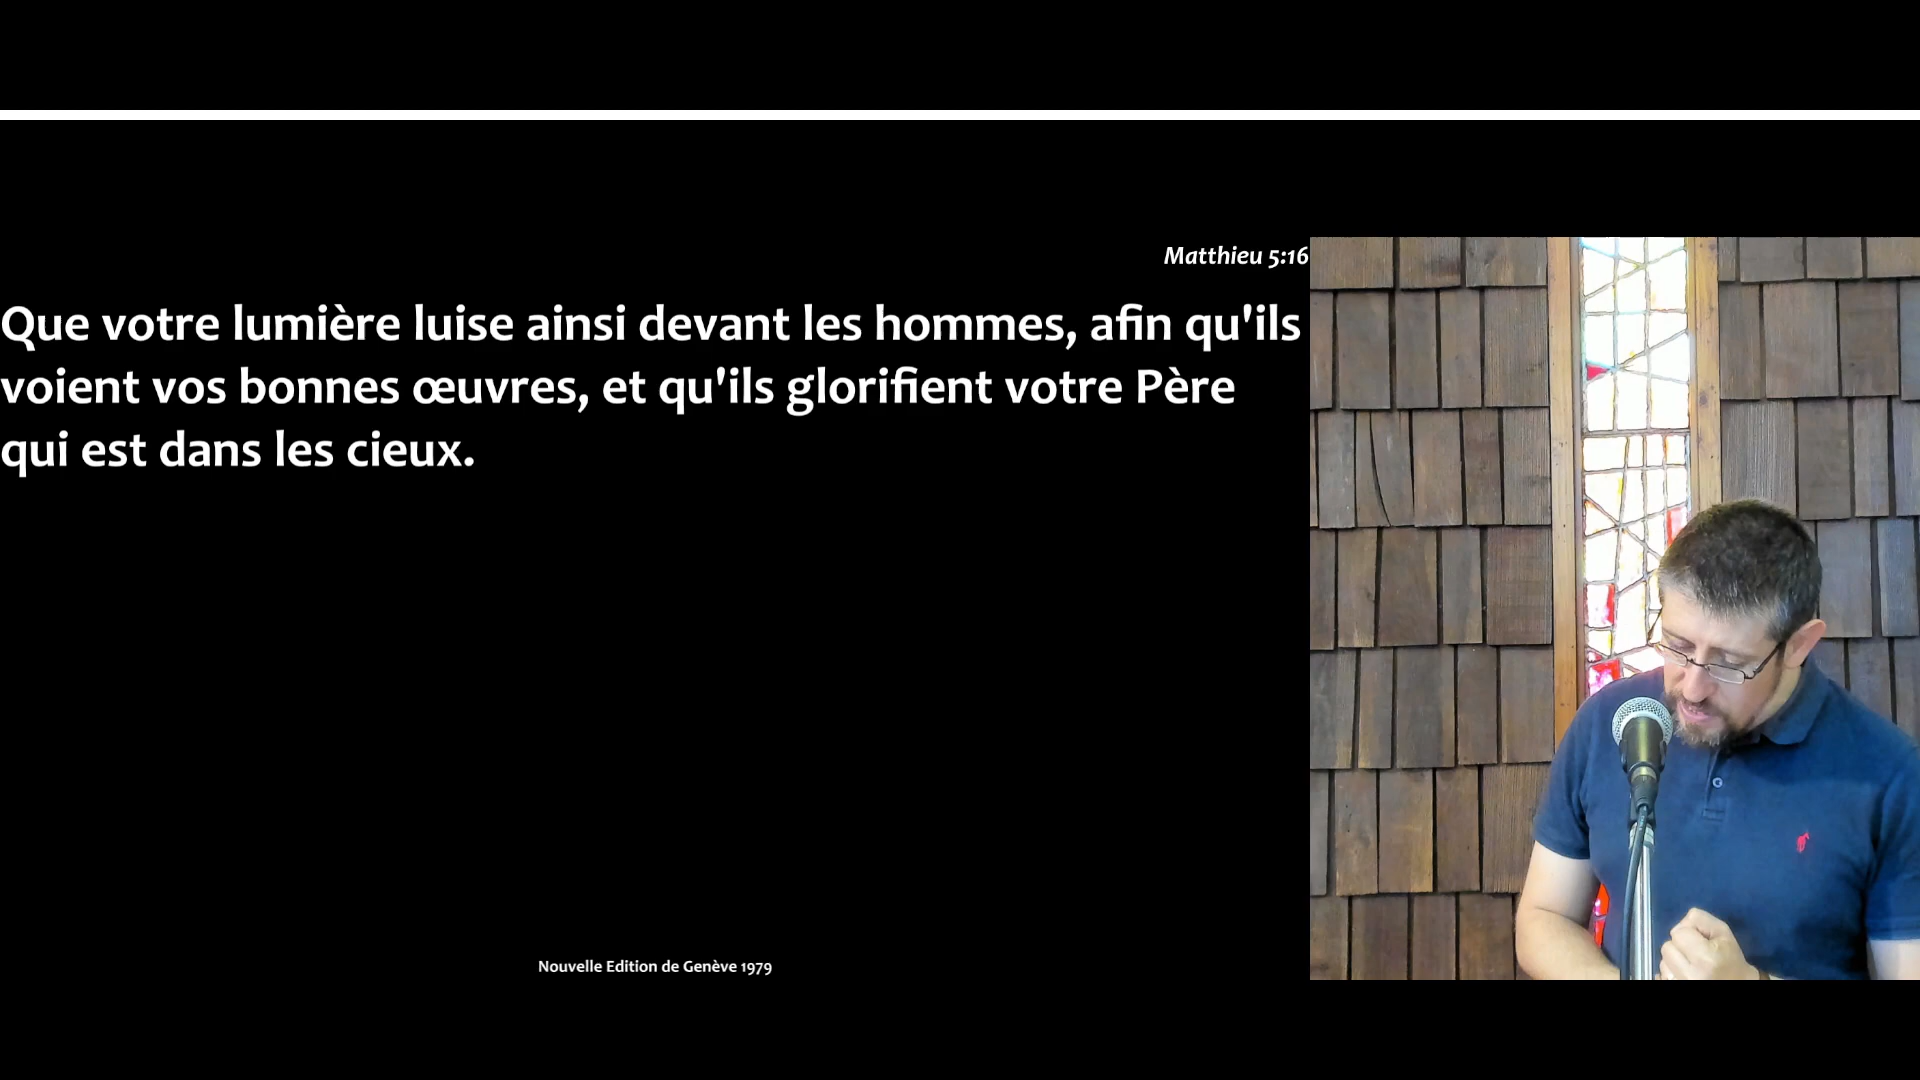 Matthieu 5:16
Que votre lumière luise ainsi devant les hommes, afin qu'ils
voient vos bonnes œuvres, et qu'ils glorifient votre Père
qui est dans les cieux.
Nouvelle Edition de Genève 1979